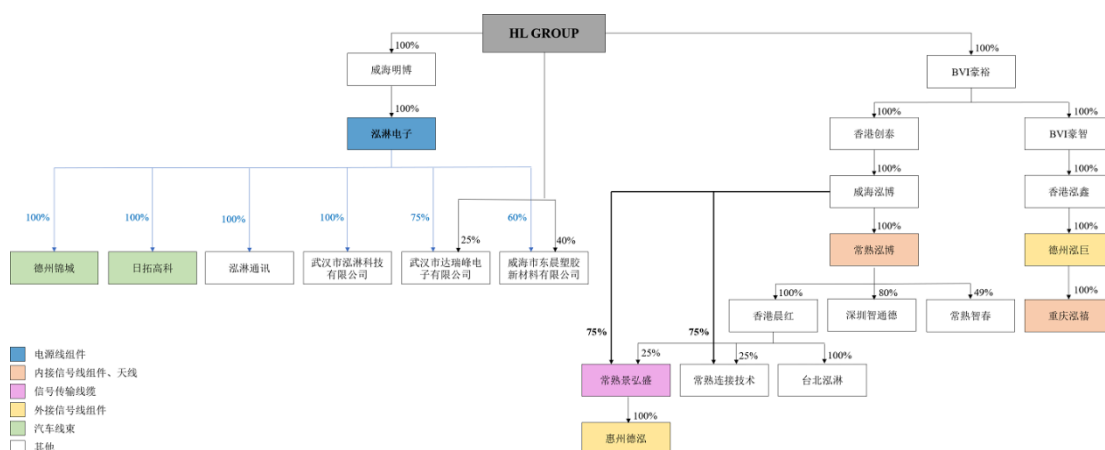 HL GROUP
100%
100%
威海明博
BVI豪裕
100%
100%
100%
泓淋电子
香港创泰
BVI豪智
100%
100%
威海泓博
香港泓鑫
100%
100%
100%
100%
75%
60%
25%
40%
100%
100%
德州锦城
日拓高科
泓淋通讯
武汉市泓淋科技
有限公司
武汉市达瑞峰电
子有限公司
威海市东晨塑胶
新材料有限公司
常熟泓博
德州泓巨
100%
80%
49%
100%
香港晨红
深圳智通德
常熟智春
重庆泓禧
75%
75%
25%
25%
100%
常熟景弘盛
常熟连接技术
台北泓淋
100%
惠州德泓
电源线组件
内接信号线组件、天线
信号传输线缆
外接信号线组件
汽车线束
其他